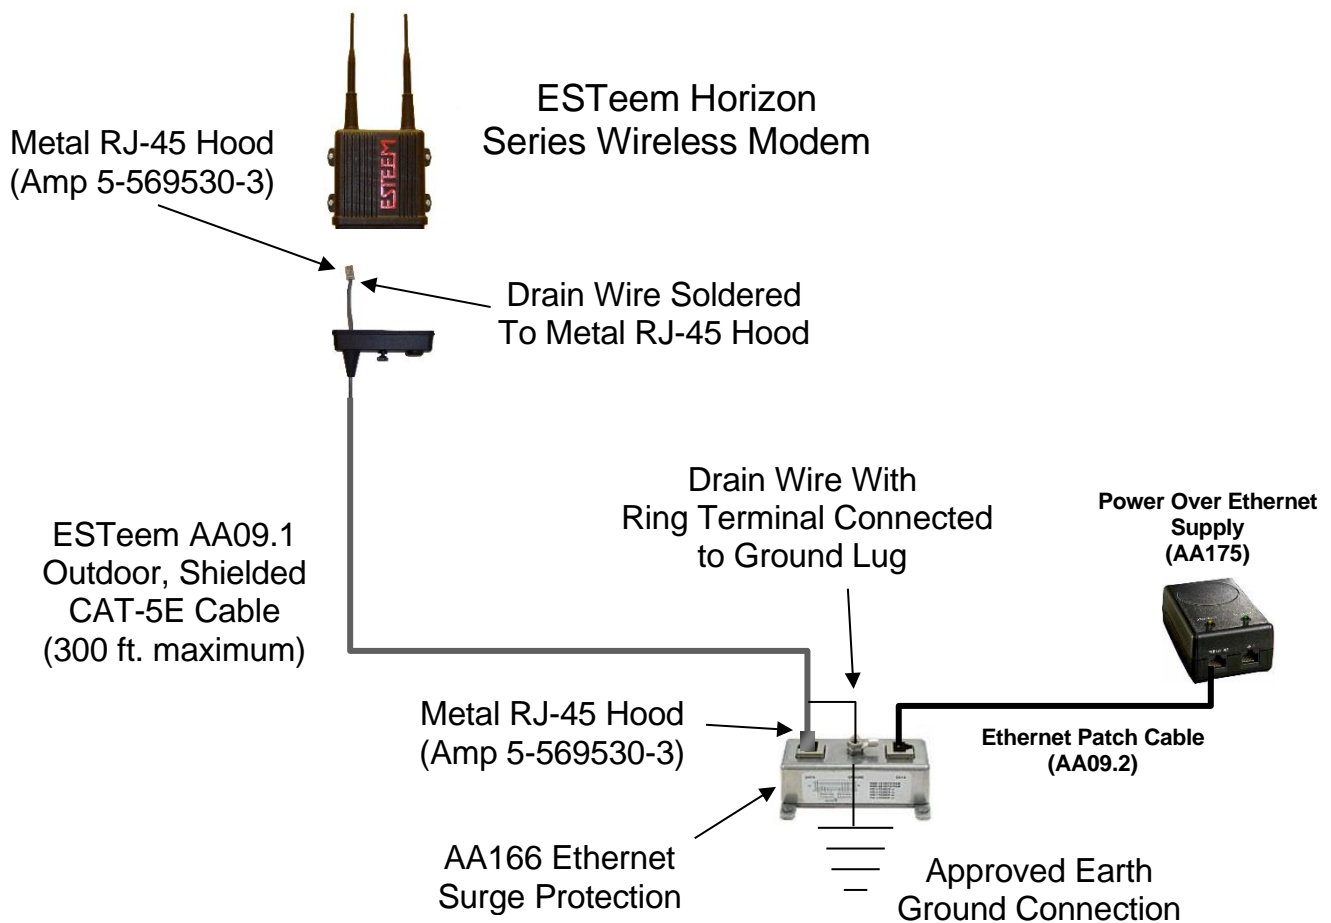 ESTeem Horizon
Series Wireless Modem
Metal RJ-45 Hood
(Amp 5-569530-3)
ESTEEM
Drain Wire Soldered
To Metal RJ-45 Hood
Drain Wire With
Ring Terminal Connected
to Ground Lug
Power Over Ethernet
Supply
(AA175)
ESTeem AA09.1
Outdoor, Shielded
CAT-5E Cable
(300 ft. maximum)
Metal RJ-45 Hood
(Amp 5-569530-3)
Ethernet Patch Cable
(AA09.2)
AA166 Ethernet
Surge Protection
Approved Earth
Ground Connection